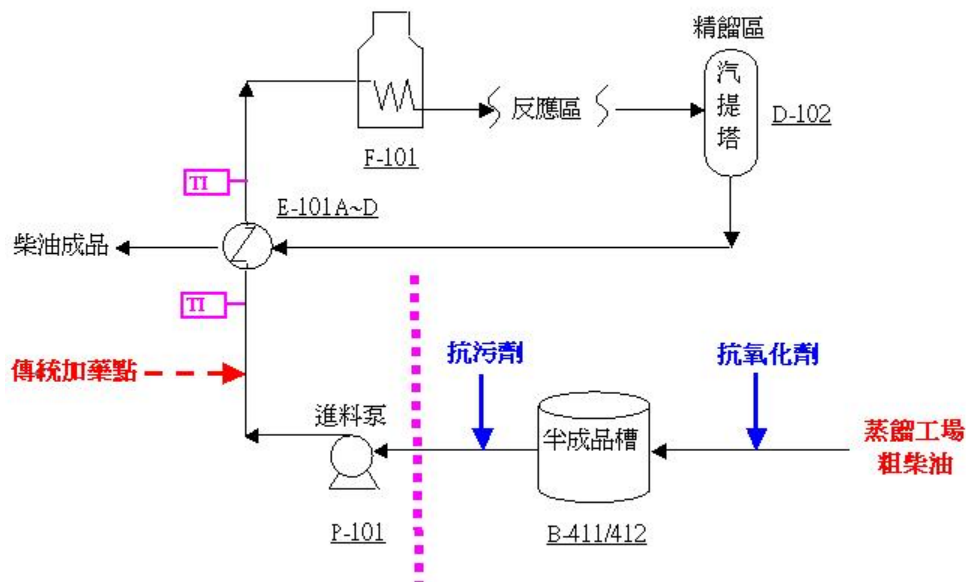 精餾區
汽提塔
D-102
反應區
F-101
TI
E-101A~D
柴油成品
TI
抗污劑
抗氧化劑
傳統加藥點
進料泵
半成品槽
蒸餾工場
粗柴油
P-101
B-411/412